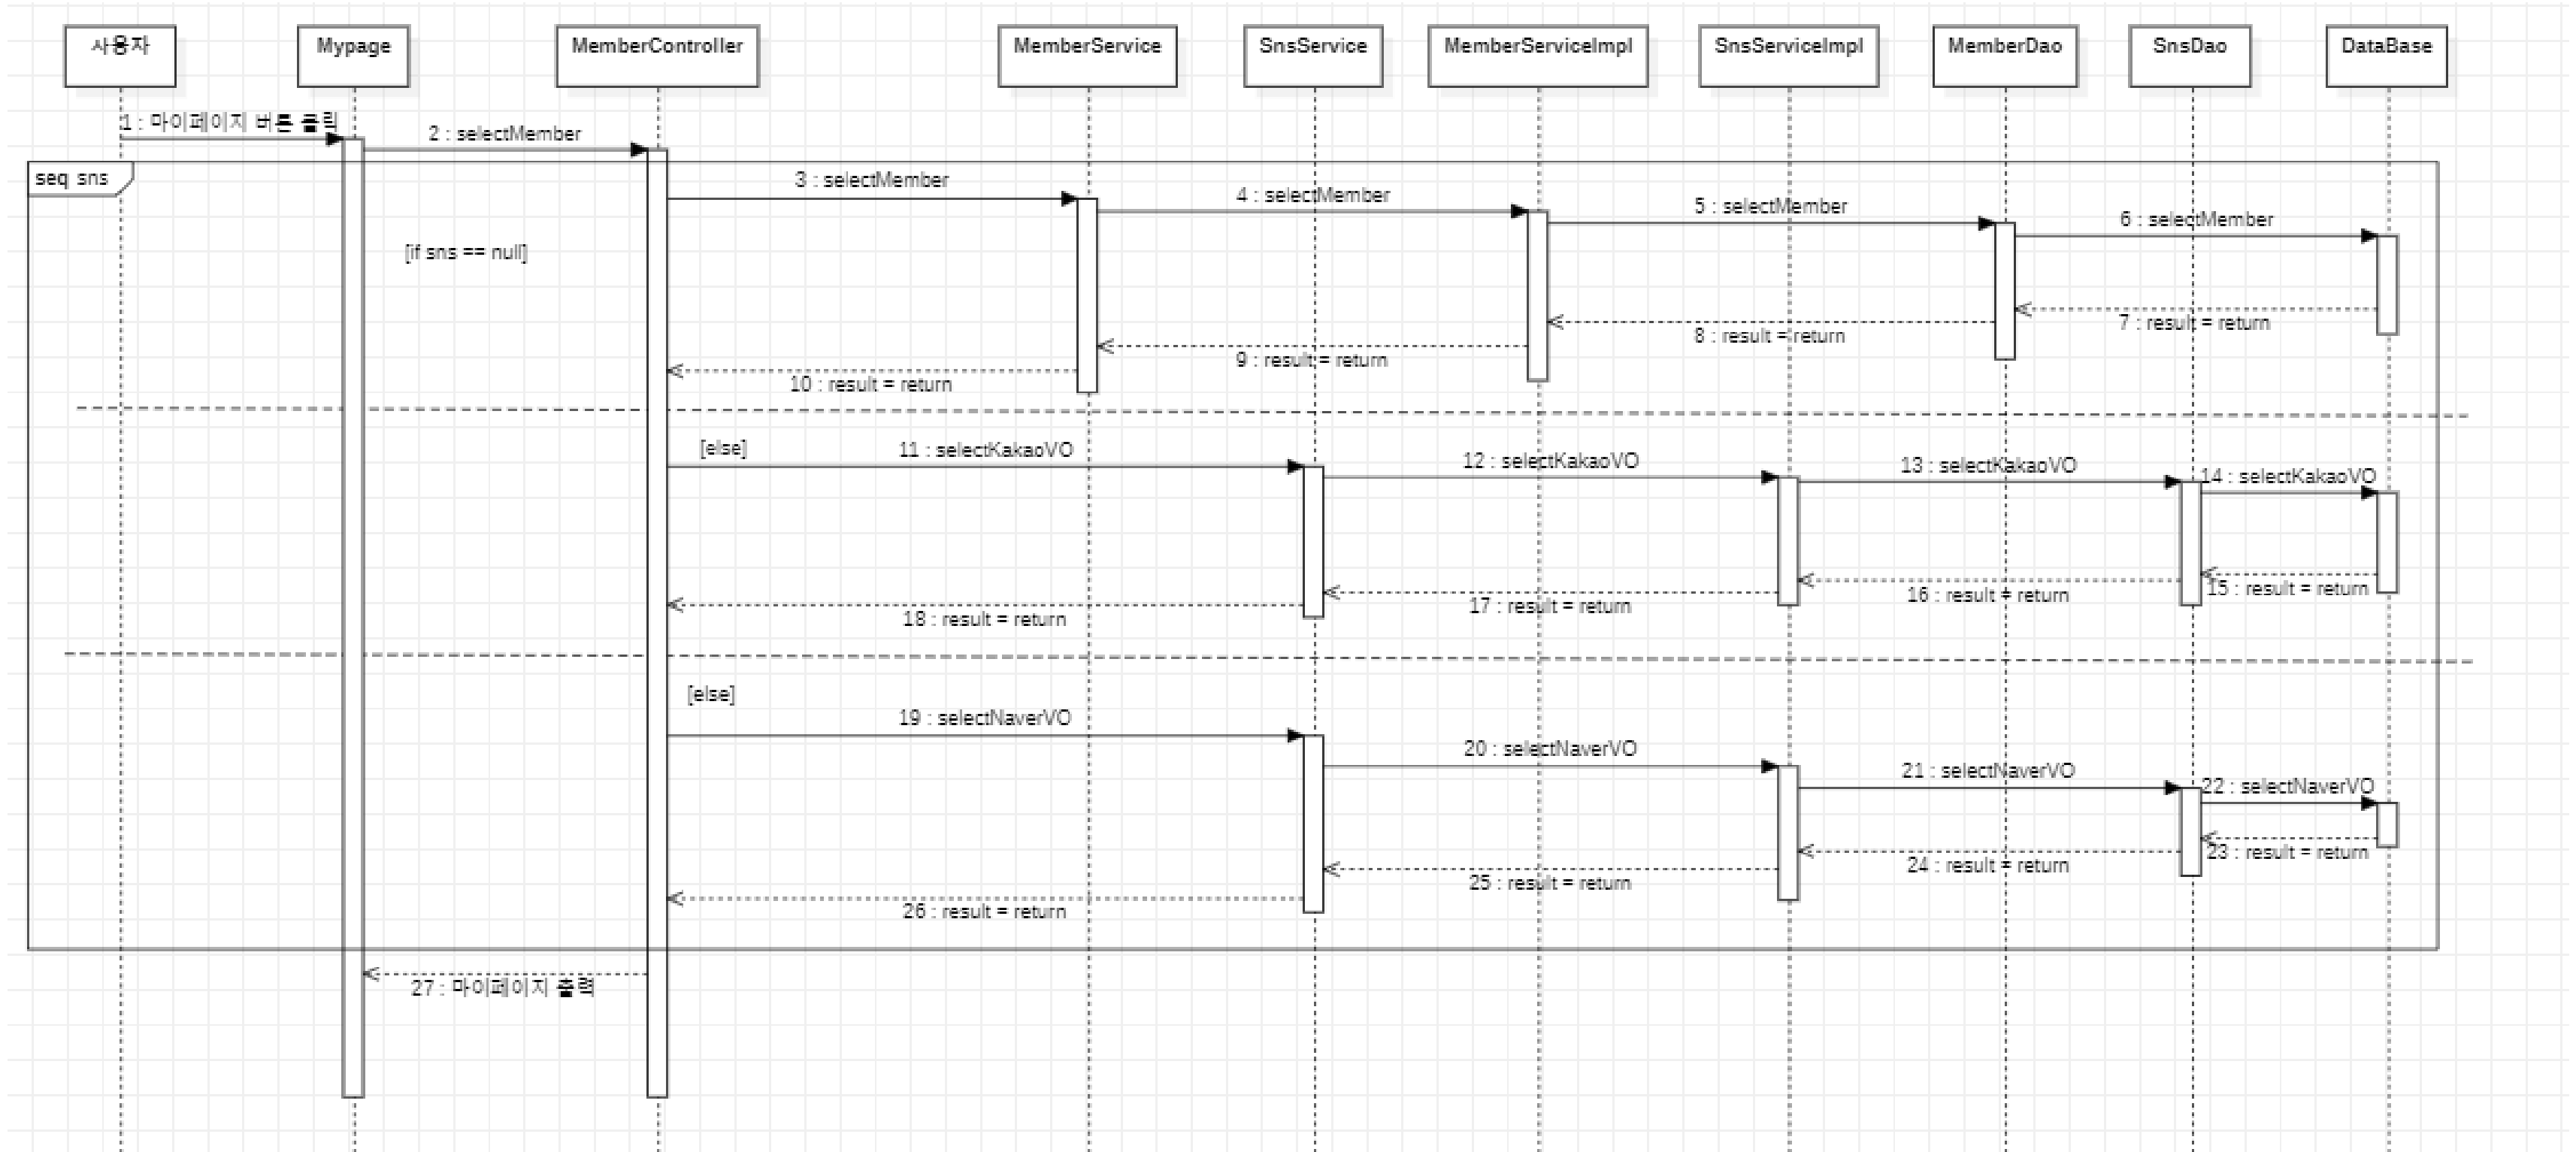 사용자
Mypage
MemberController
MemberService
SnsService
MemberServiceImpl
SnsServiceImpl
MemberDao
SnsDao
DataBase
1 : 마이페이지 버튼 클릭
2 : selectMember
seq sns
3 : selectMember
4 : selectMember
5 : selectMember
6 : selectMember
[if sns == null]
7 : result = return
8 : result = return
9 : result = return
10 : result = return
[else]
11 : selectKakaoVO
12 : selectKakaoVO
13 : selectKakaoVO
14 : selectKakaoVO
15 : result = return
16 : result = return
17 : result = return
18 : result = return
[else]
19 : selectNaverVO
20 : selectNaverVO
21 : selectNaverVO
22 : selectNaverVO
23 : result = return
24 : result = return
25 : result = return
26 : result = return
27 : 마이페이지 출력